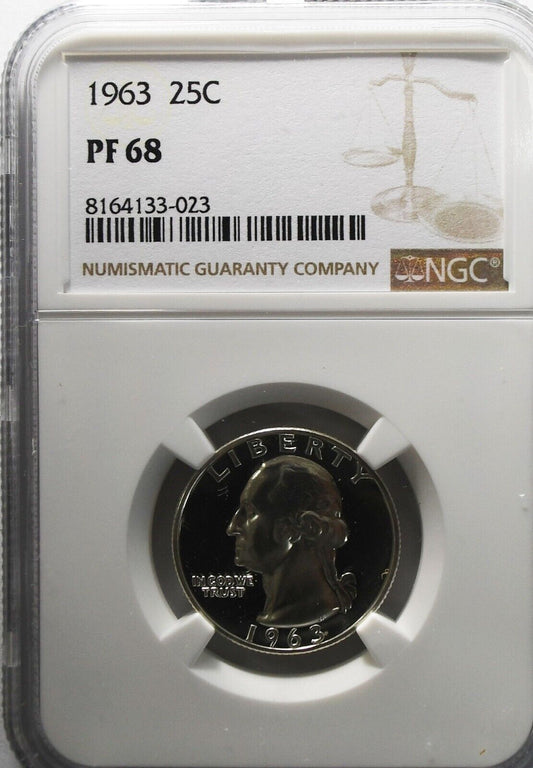 1963 25C
PF 68
8164133-023
NUMISMATIC GUARANTY COMPANY NGC®
LIBERTY
IN GOD WE
TRUST
1963